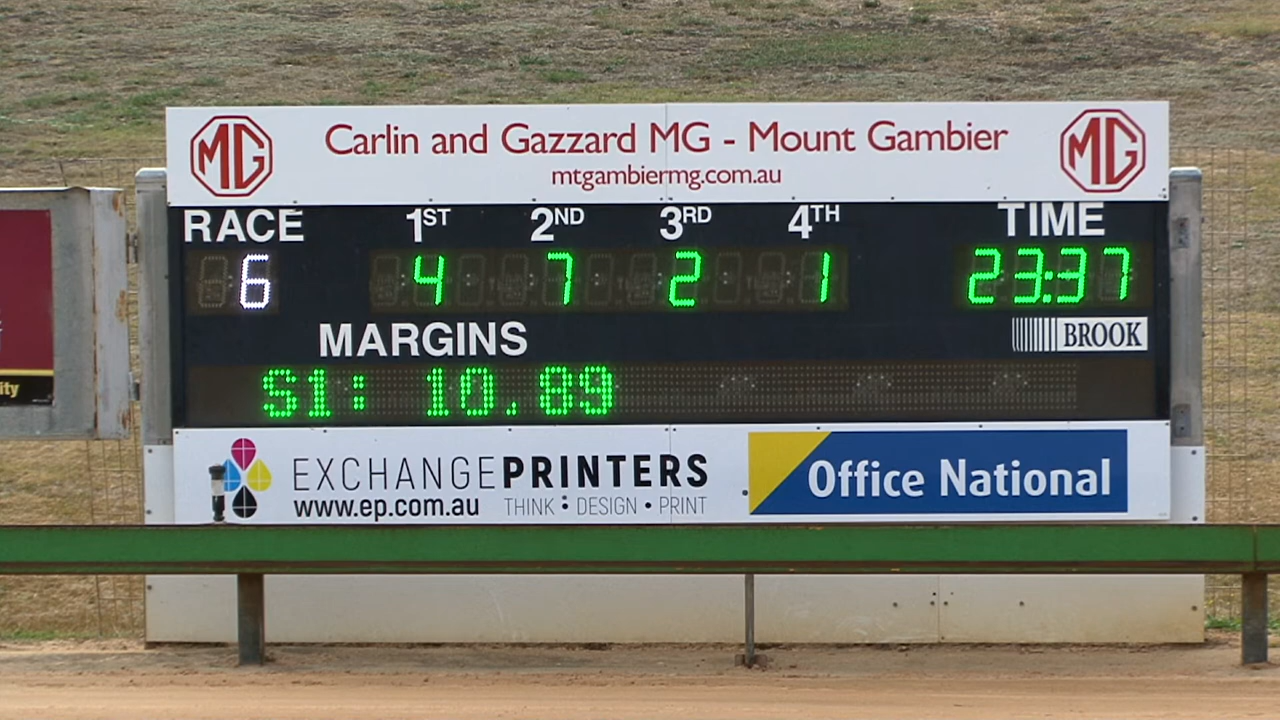 MG Carlin and Gazzard MG - Mount Gambier MG
mtgambiermg.com.au
RACE 1ST 2ND 3RD 4TH TIME
6 4 7 2 1 23:37
MARGINS BROOK
S1: 10.89
ity
EXCHANGEPRINTERS
www.ep.com.au THINK : DESIGN • PRINT
Office National